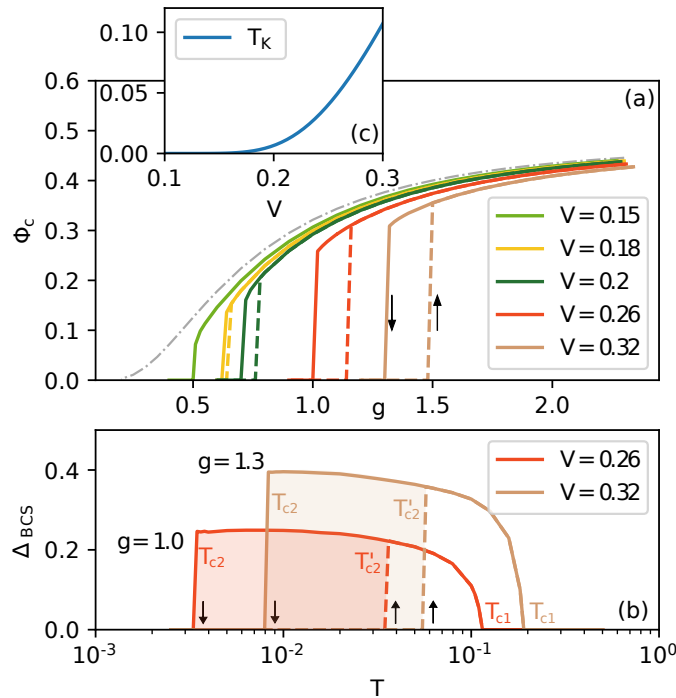 0.10
0.05
0.00
T_K
(c)
0.1 0.2 0.3
V
(a)
0.6
0.5
0.4
0.3
0.2
0.1
0.0
Φ_c
V = 0.15
V = 0.18
V = 0.2
V = 0.26
V = 0.32
0.5 1.0 g 1.5 2.0
0.4
0.2
0.0
Δ_BCS
g = 1.3
g = 1.0
T_c2
T_c2
T'_c2
T'_c2
T_c1
T_c1
V = 0.26
V = 0.32
(b)
10⁻³ 10⁻² 10⁻¹ 10⁰
T